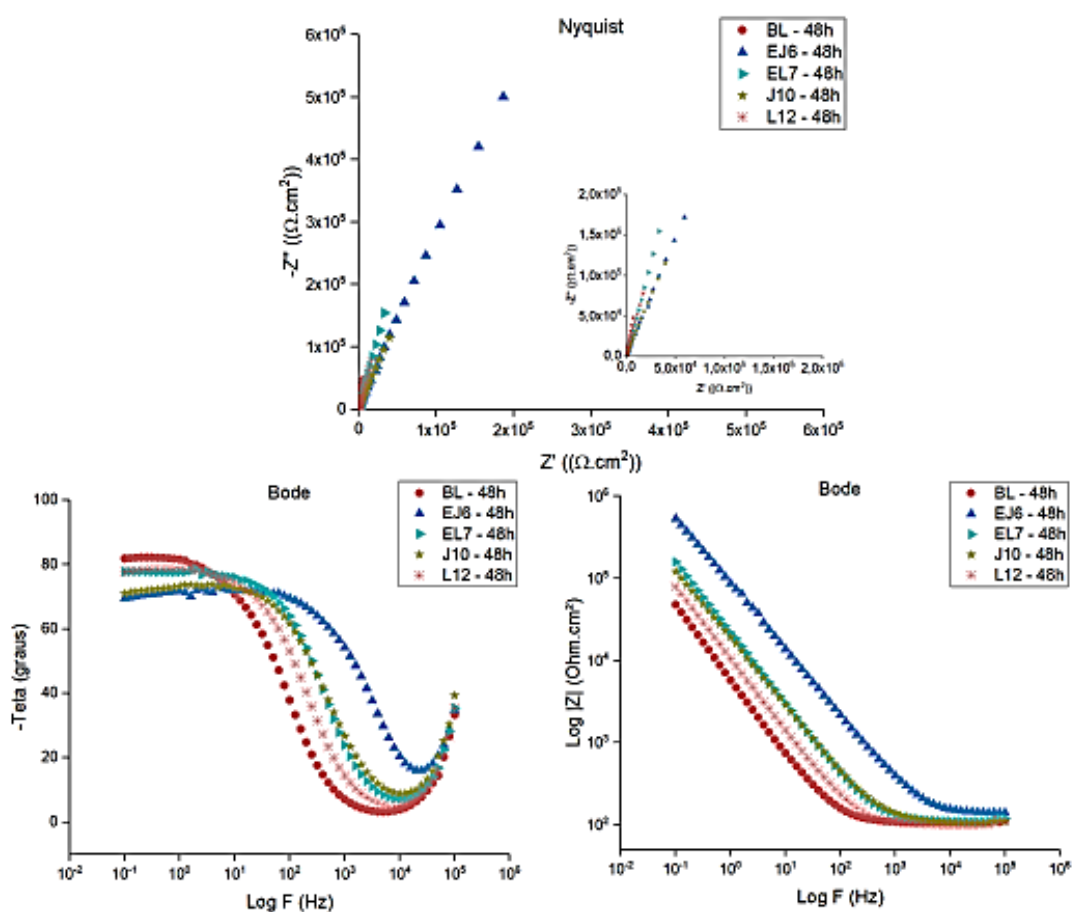 Nyquist
BL - 48h
EJ6 - 48h
EL7 - 48h
J10 - 48h
L12 - 48h
6x10⁵
5x10⁵
4x10⁵
3x10⁵
2x10⁵
1x10⁵
0
-Z" ((Ω.cm²))
0
1x10⁵
2x10⁵
3x10⁵
4x10⁵
5x10⁵
6x10⁵
Z' ((Ω.cm²))
2,0x10⁵
1,5x10⁵
1,0x10⁵
5,0x10⁴
0,0
-Z" ((Ω.cm²))
0,0
5,0x10⁴
1,0x10⁵
1,5x10⁵
2,0x10⁵
Z' ((Ω.cm²))
Bode
BL - 48h
EJ6 - 48h
EL7 - 48h
J10 - 48h
L12 - 48h
100
80
60
40
20
0
-Teta (graus)
10⁻²
10⁻¹
10⁰
10¹
10²
10³
10⁴
10⁵
10⁶
Log F (Hz)
Bode
BL - 48h
EJ6 - 48h
EL7 - 48h
J10 - 48h
L12 - 48h
10⁶
10⁵
10⁴
10³
10²
Log |Z| (Ohm.cm²)
10⁻²
10⁻¹
10⁰
10¹
10²
10³
10⁴
10⁵
10⁶
Log F (Hz)